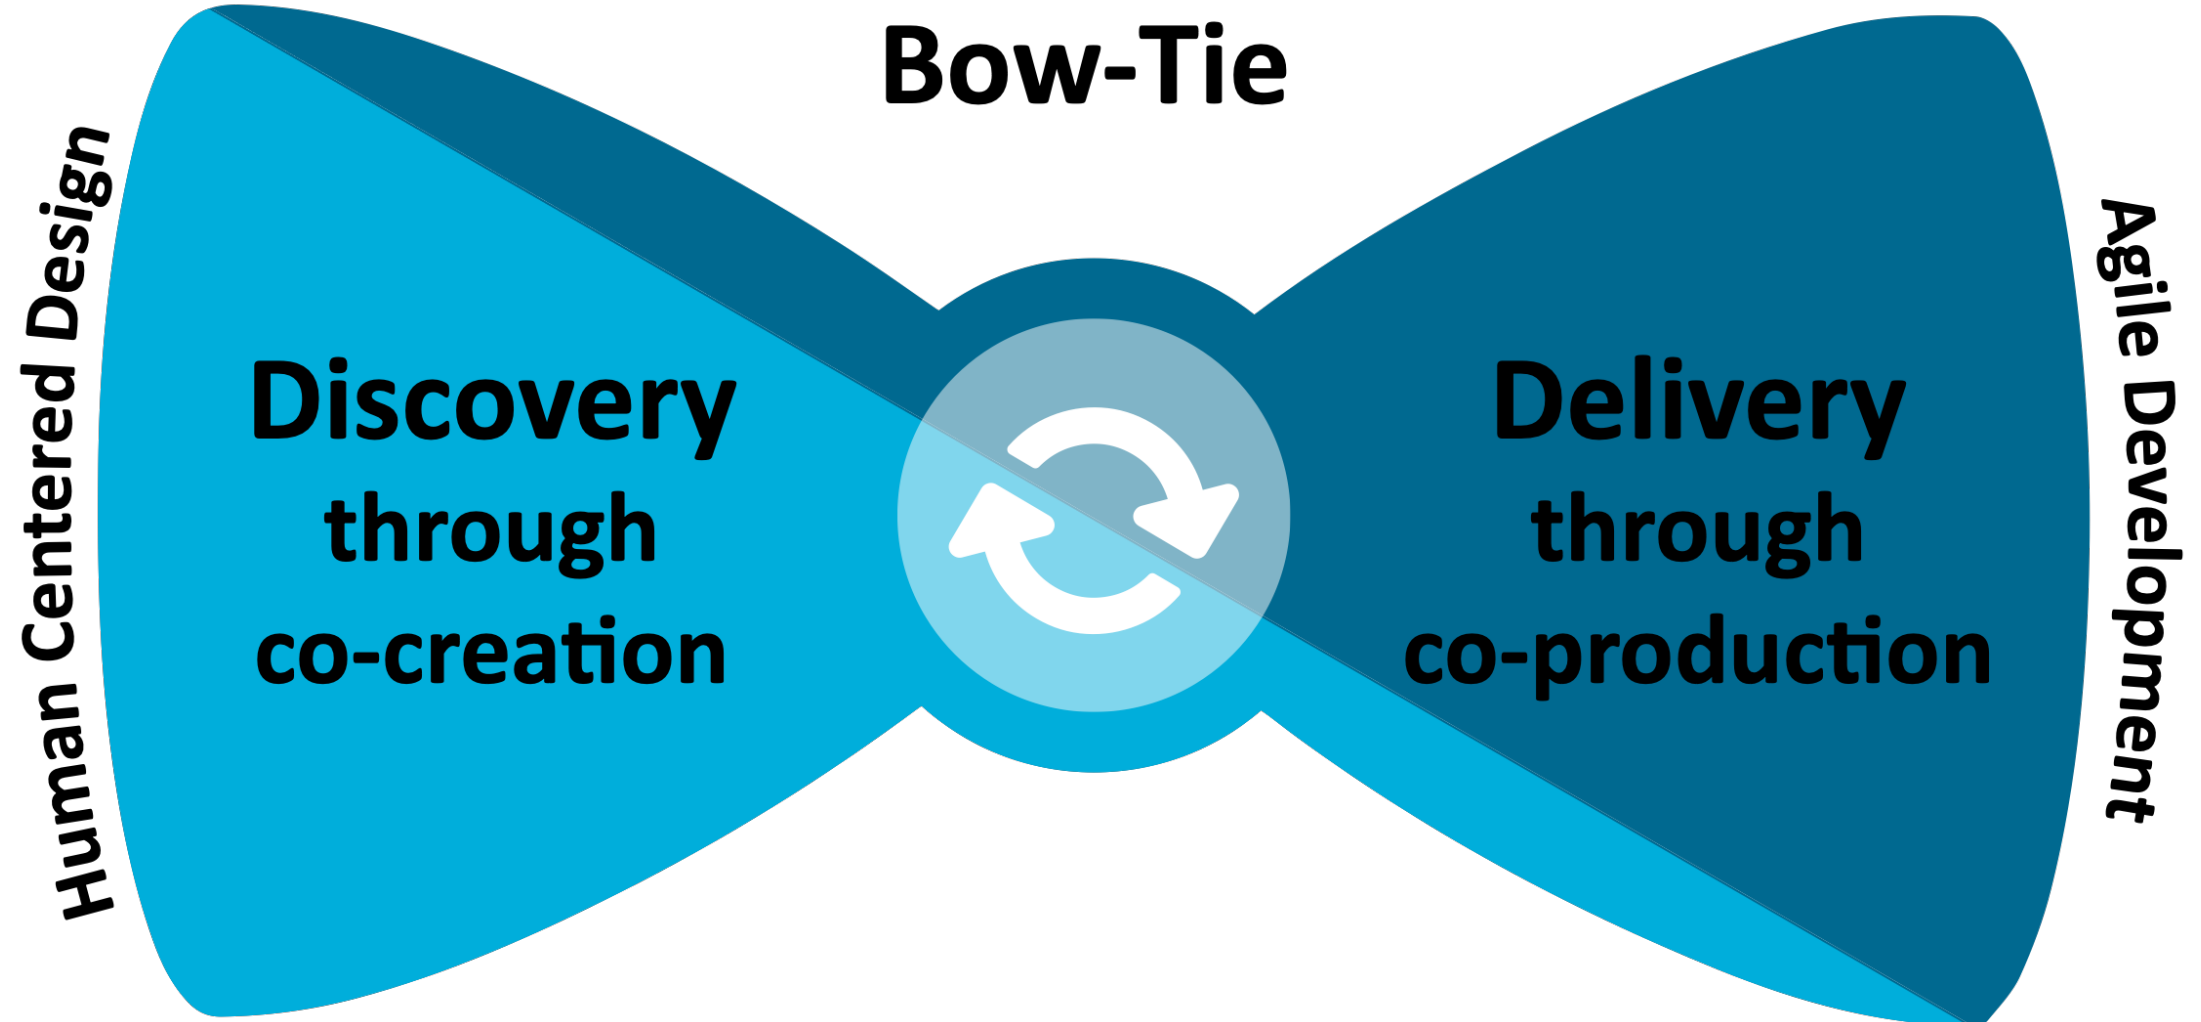 Bow-Tie
Human Centered Design
Discovery
through
co-creation
Delivery
through
co-production
Agile Development